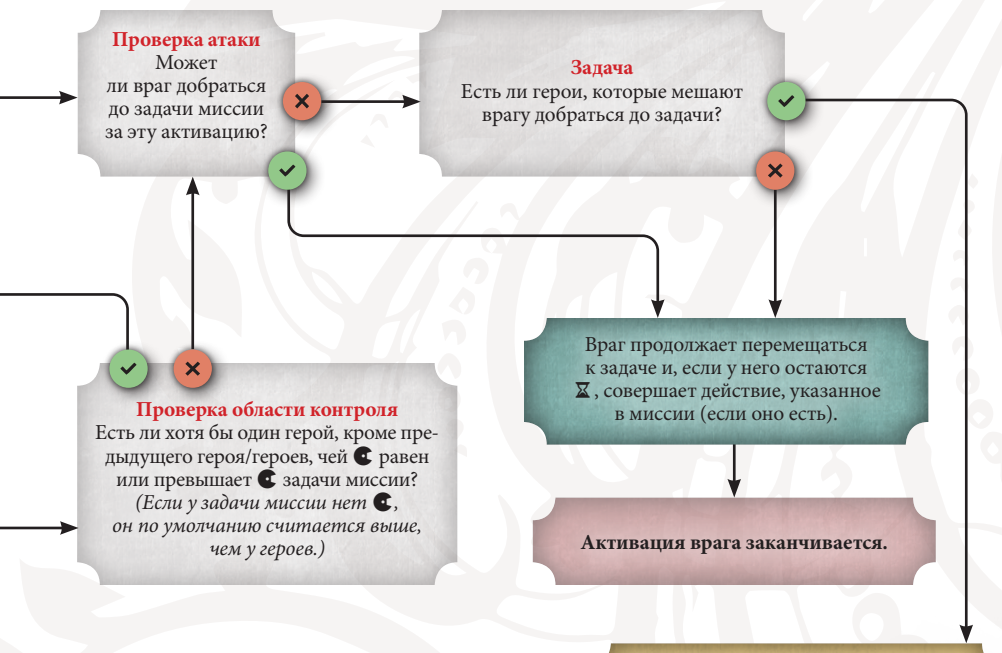 Проверка атаки
Может
ли враг добраться
до задачи миссии
за эту активацию?
Задача
Есть ли герои, которые мешают
врагу добраться до задачи?
Враг продолжает перемещаться
к задаче и, если у него остаются
, совершает действие, указанное
в миссии (если оно есть).
Проверка области контроля
Есть ли хотя бы один герой, кроме пре-
дыдущего героя/героев, чей равен
или превышает задачи миссии?
(Если у задачи миссии нет ,
он по умолчанию считается выше,
чем у героев.)
Активация врага заканчивается.